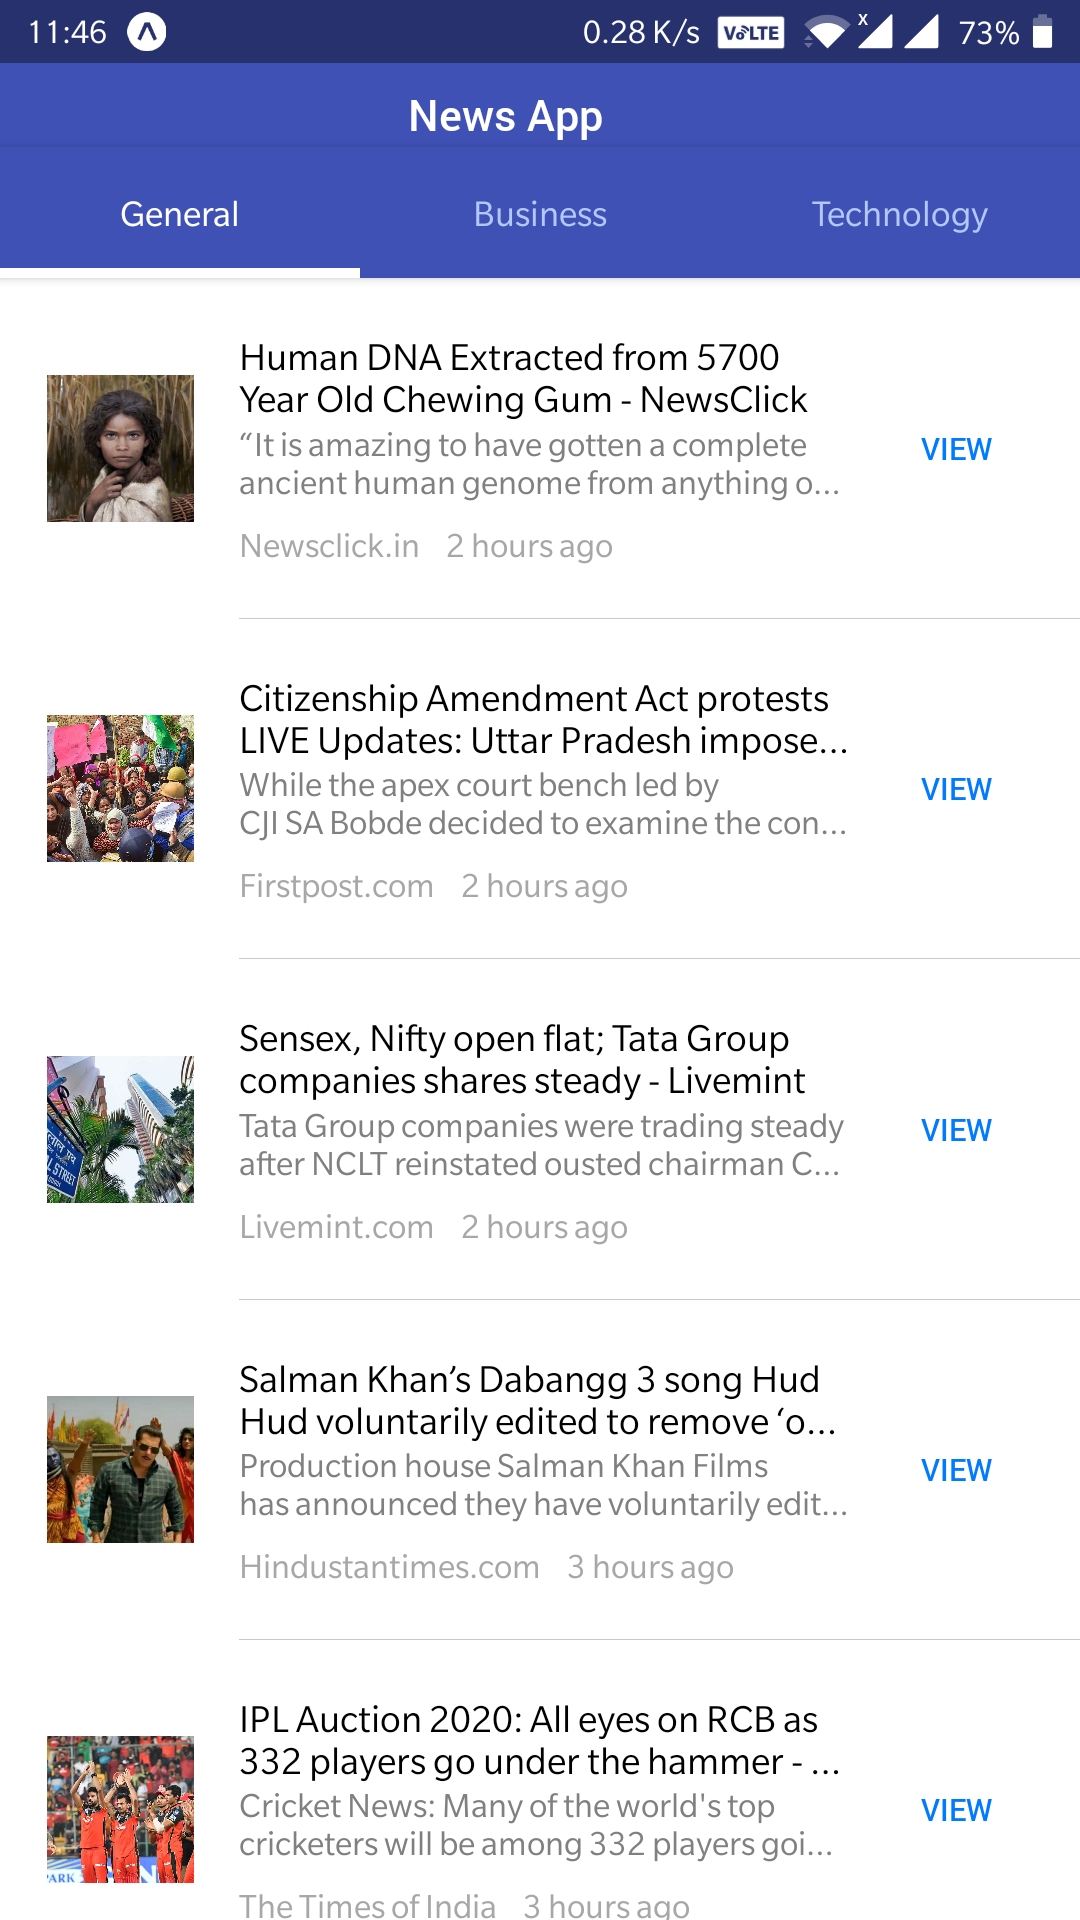 11:46 0.28 K/s VoLTE x 73%
News App
General Business Technology
Human DNA Extracted from 5700
Year Old Chewing Gum - NewsClick
“It is amazing to have gotten a complete
ancient human genome from anything o...
VIEW
Newsclick.in 2 hours ago
Citizenship Amendment Act protests
LIVE Updates: Uttar Pradesh impose...
While the apex court bench led by
CJI SA Bobde decided to examine the con...
VIEW
Firstpost.com 2 hours ago
Sensex, Nifty open flat; Tata Group
companies shares steady - Livemint
Tata Group companies were trading steady
after NCLT reinstated ousted chairman C...
VIEW
Livemint.com 2 hours ago
Salman Khan’s Dabangg 3 song Hud
Hud voluntarily edited to remove ‘o...
Production house Salman Khan Films
has announced they have voluntarily edit...
VIEW
Hindustantimes.com 3 hours ago
IPL Auction 2020: All eyes on RCB as
332 players go under the hammer - ...
Cricket News: Many of the world's top
cricketers will be among 332 players goi...
VIEW
The Times of India 3 hours ago